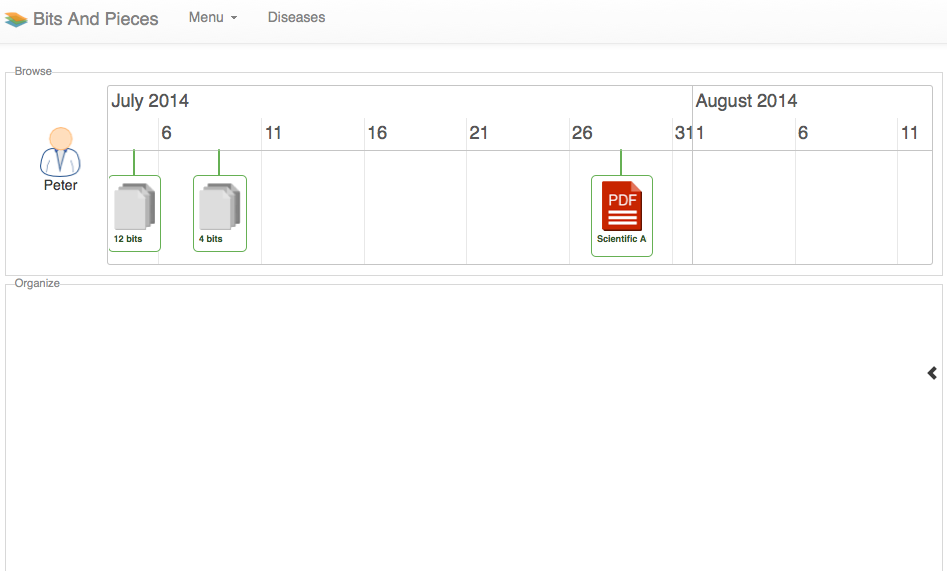 Bits And Pieces Menu Diseases
Browse
July 2014 August 2014
6 11 16 21 26 31 1 6 11
Peter
PDF
12 bits 4 bits Scientific A
Organize